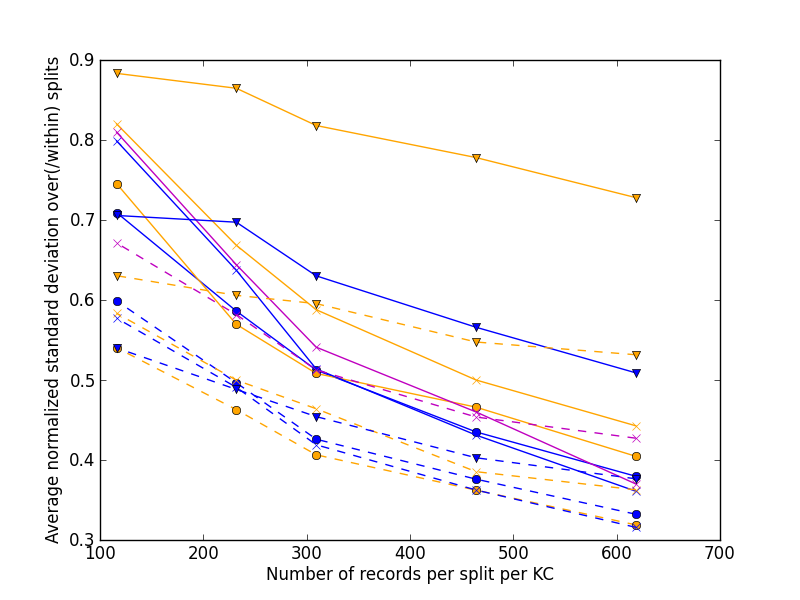 Average normalized standard deviation over(/within) splits
0.9
0.8
0.7
0.6
0.5
0.4
0.3
100 200 300 400 500 600 700
Number of records per split per KC